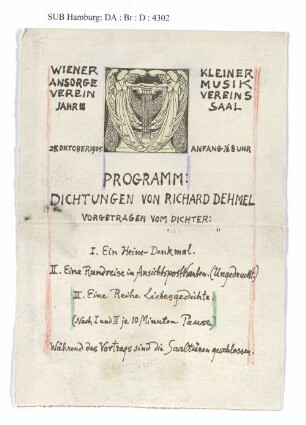 SUB Hamburg: DA : Br : D : 4302
WIENER
ANSORGE
VEREIN
JAHR III
KLEINER
MUSIK
VEREINS
SAAL
25. OKTOBER 1905
ANFANG ½8 UHR
PROGRAMM:
DICHTUNGEN VON RICHARD DEHMEL
VORGETRAGEN VOM DICHTER:
I. Ein Heine-Denkmal.
II. Eine Rundreise in Ansichtspostkarten. (Ungedruckt)
III. Eine Reihe Liebesgedichte.
(Nach I und II je 10 Minuten Pause)
Während des Vortrags sind die Saaltüren geschlossen.